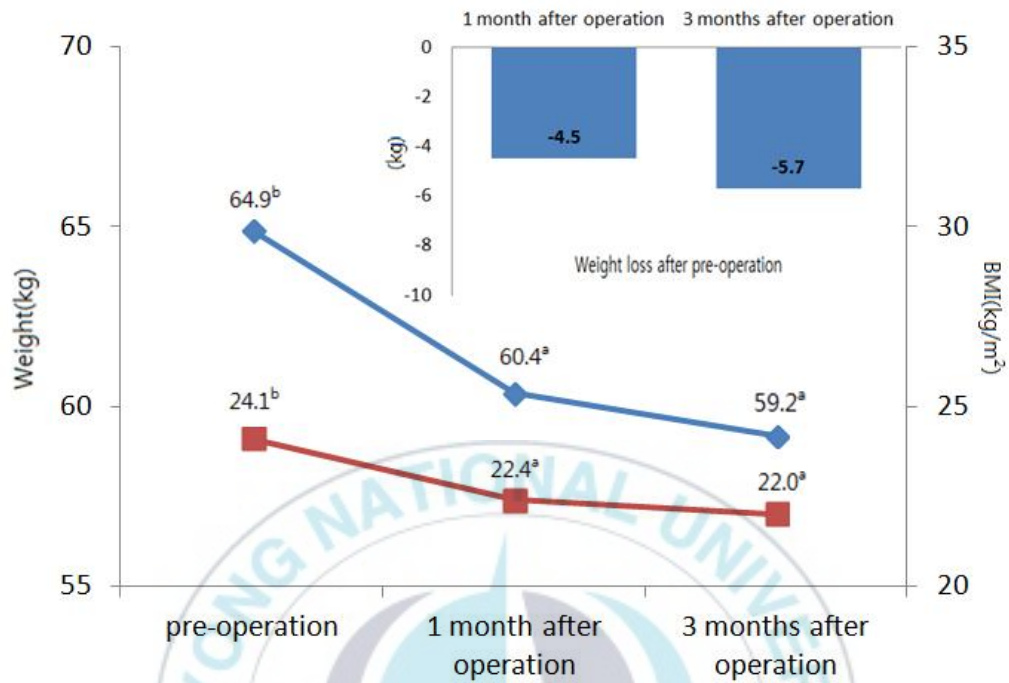 1 month after operation 3 months after operation
70
65
60
55
Weight(kg)
0
-2
-4
-6
-8
-10
(kg)
-4.5
-5.7
Weight loss after pre-operation
35
30
25
20
BMI(kg/m²)
64.9ᵇ
60.4ᵃ
59.2ᵃ
24.1ᵇ
22.4ᵃ
22.0ᵃ
pre-operation
1 month after
operation
3 months after
operation
NATIONAL